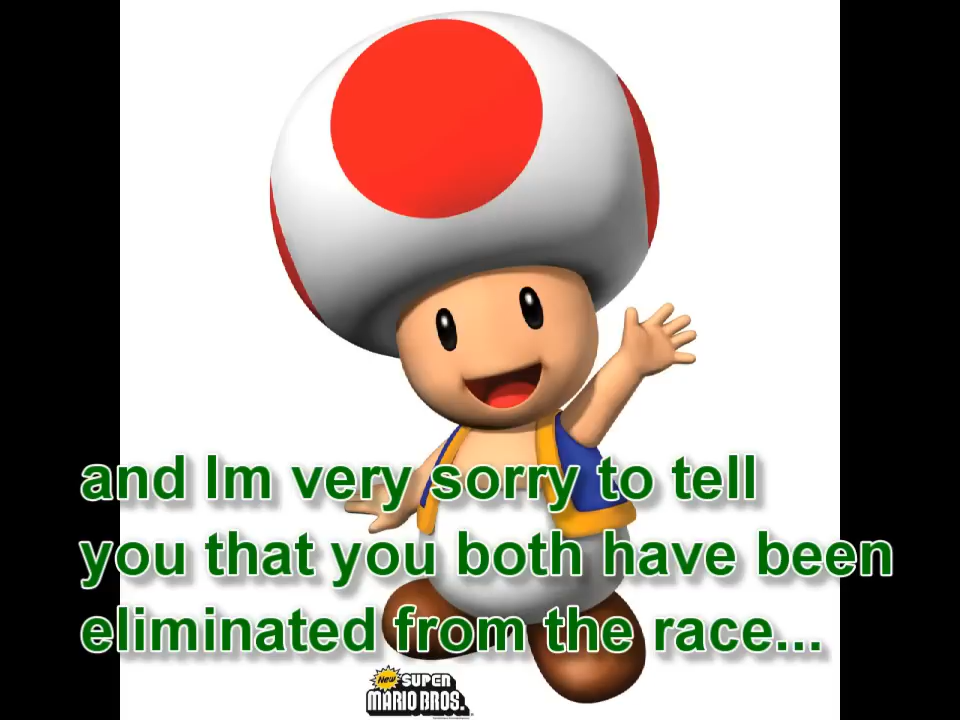 and Im very sorry to tell
you that you both have been
eliminated from the race...
New SUPER
MARIO BROS.